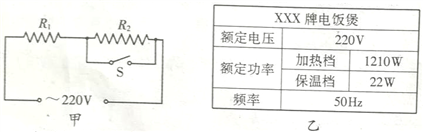 R₁ R₂
S
～220V
甲
XXX 牌电饭煲
额定电压 220V
额定功率 加热档 1210W
保温档 22W
频率 50Hz
乙